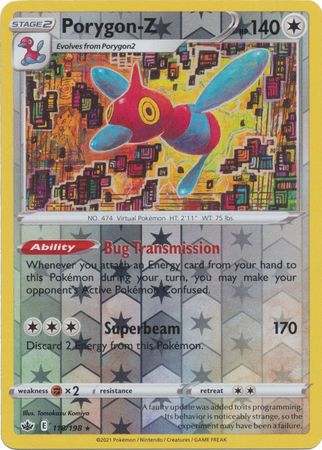 STAGE 2
Porygon-Z
HP 140
Evolves from Porygon2
NO. 474 Virtual Pokémon HT: 2'11" WT: 75 lbs.
Ability Bug Transmission
Whenever you attach an Energy card from your hand to
this Pokémon during your turn, you may make your
opponent's Active Pokémon Confused.
Superbeam 170
Discard 2 Energy from this Pokémon.
weakness ×2 resistance retreat
Illus. Tomokazu Komiya
E 118/198 ★
A faulty update was added to its programming.
Its behavior is noticeably strange, so the
experiment may have been a failure.
©2021 Pokémon / Nintendo / Creatures / GAME FREAK